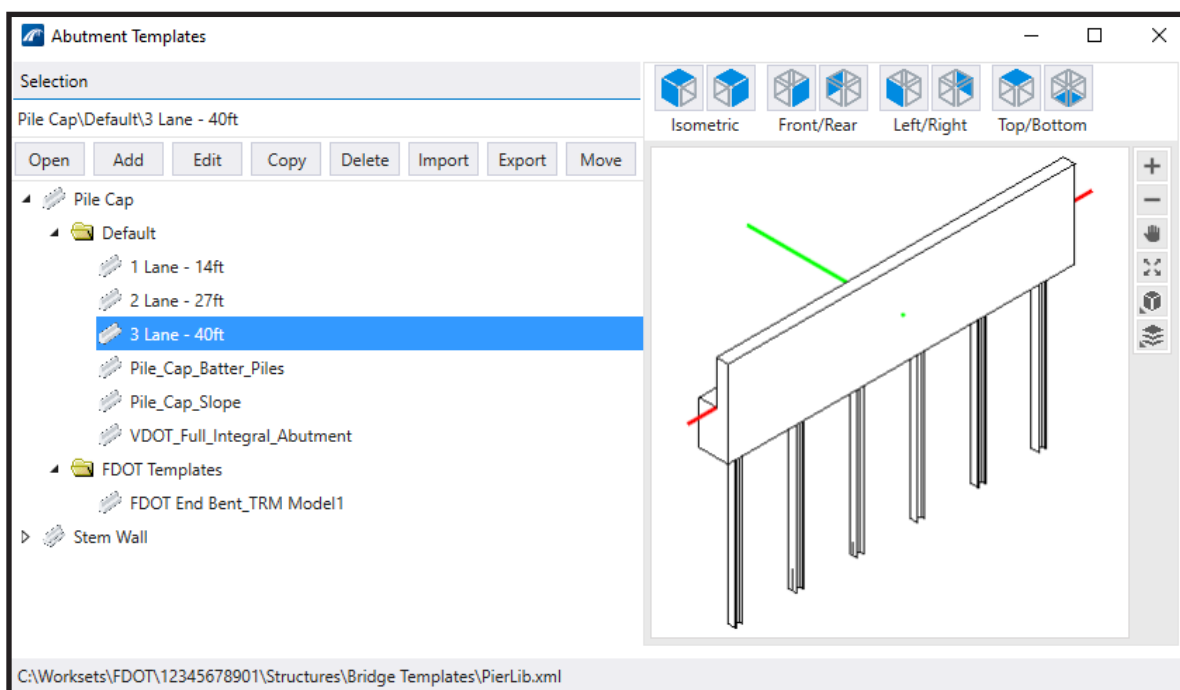 Abutment Templates
Selection
Pile Cap\Default\3 Lane - 40ft
Open Add Edit Copy Delete Import Export Move
Pile Cap
Default
1 Lane - 14ft
2 Lane - 27ft
3 Lane - 40ft
Pile_Cap_Batter_Piles
Pile_Cap_Slope
VDOT_Full_Integral_Abutment
FDOT Templates
FDOT End Bent_TRM Model1
Stem Wall
Isometric Front/Rear Left/Right Top/Bottom
C:\Worksets\FDOT\12345678901\Structures\Bridge Templates\PierLib.xml